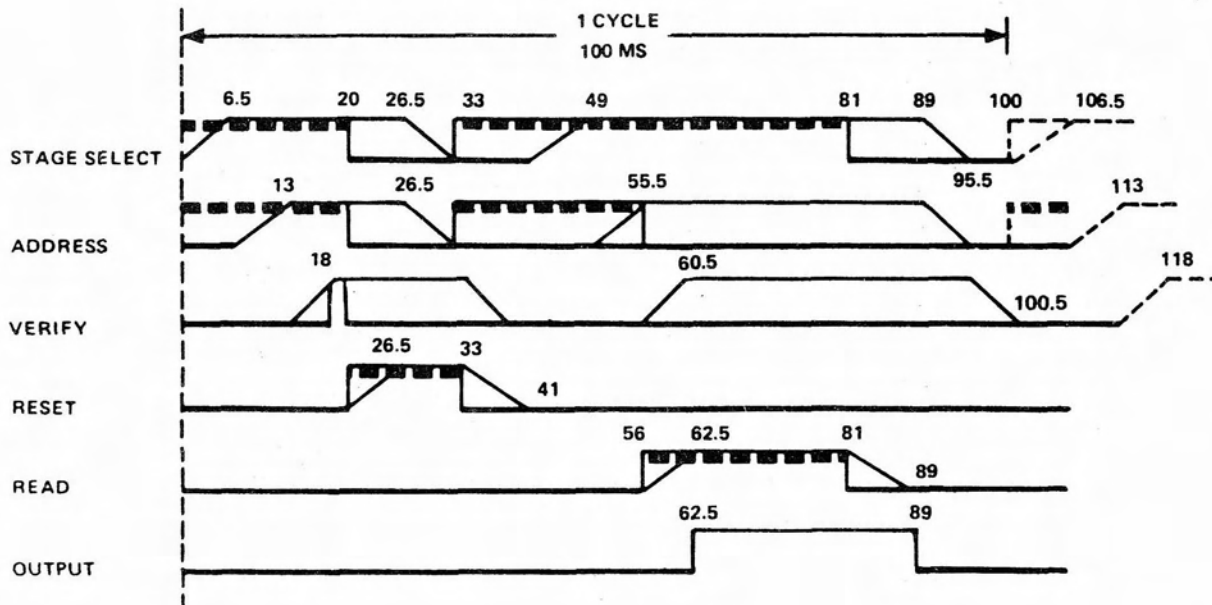 1 CYCLE
100 MS
6.5 20 26.5 33 49 81 89 100 106.5
STAGE SELECT
13 26.5 55.5 95.5 113
ADDRESS
18 60.5 118
100.5
VERIFY
26.5 33
41
RESET
56 62.5 81
89
READ
62.5 89
OUTPUT